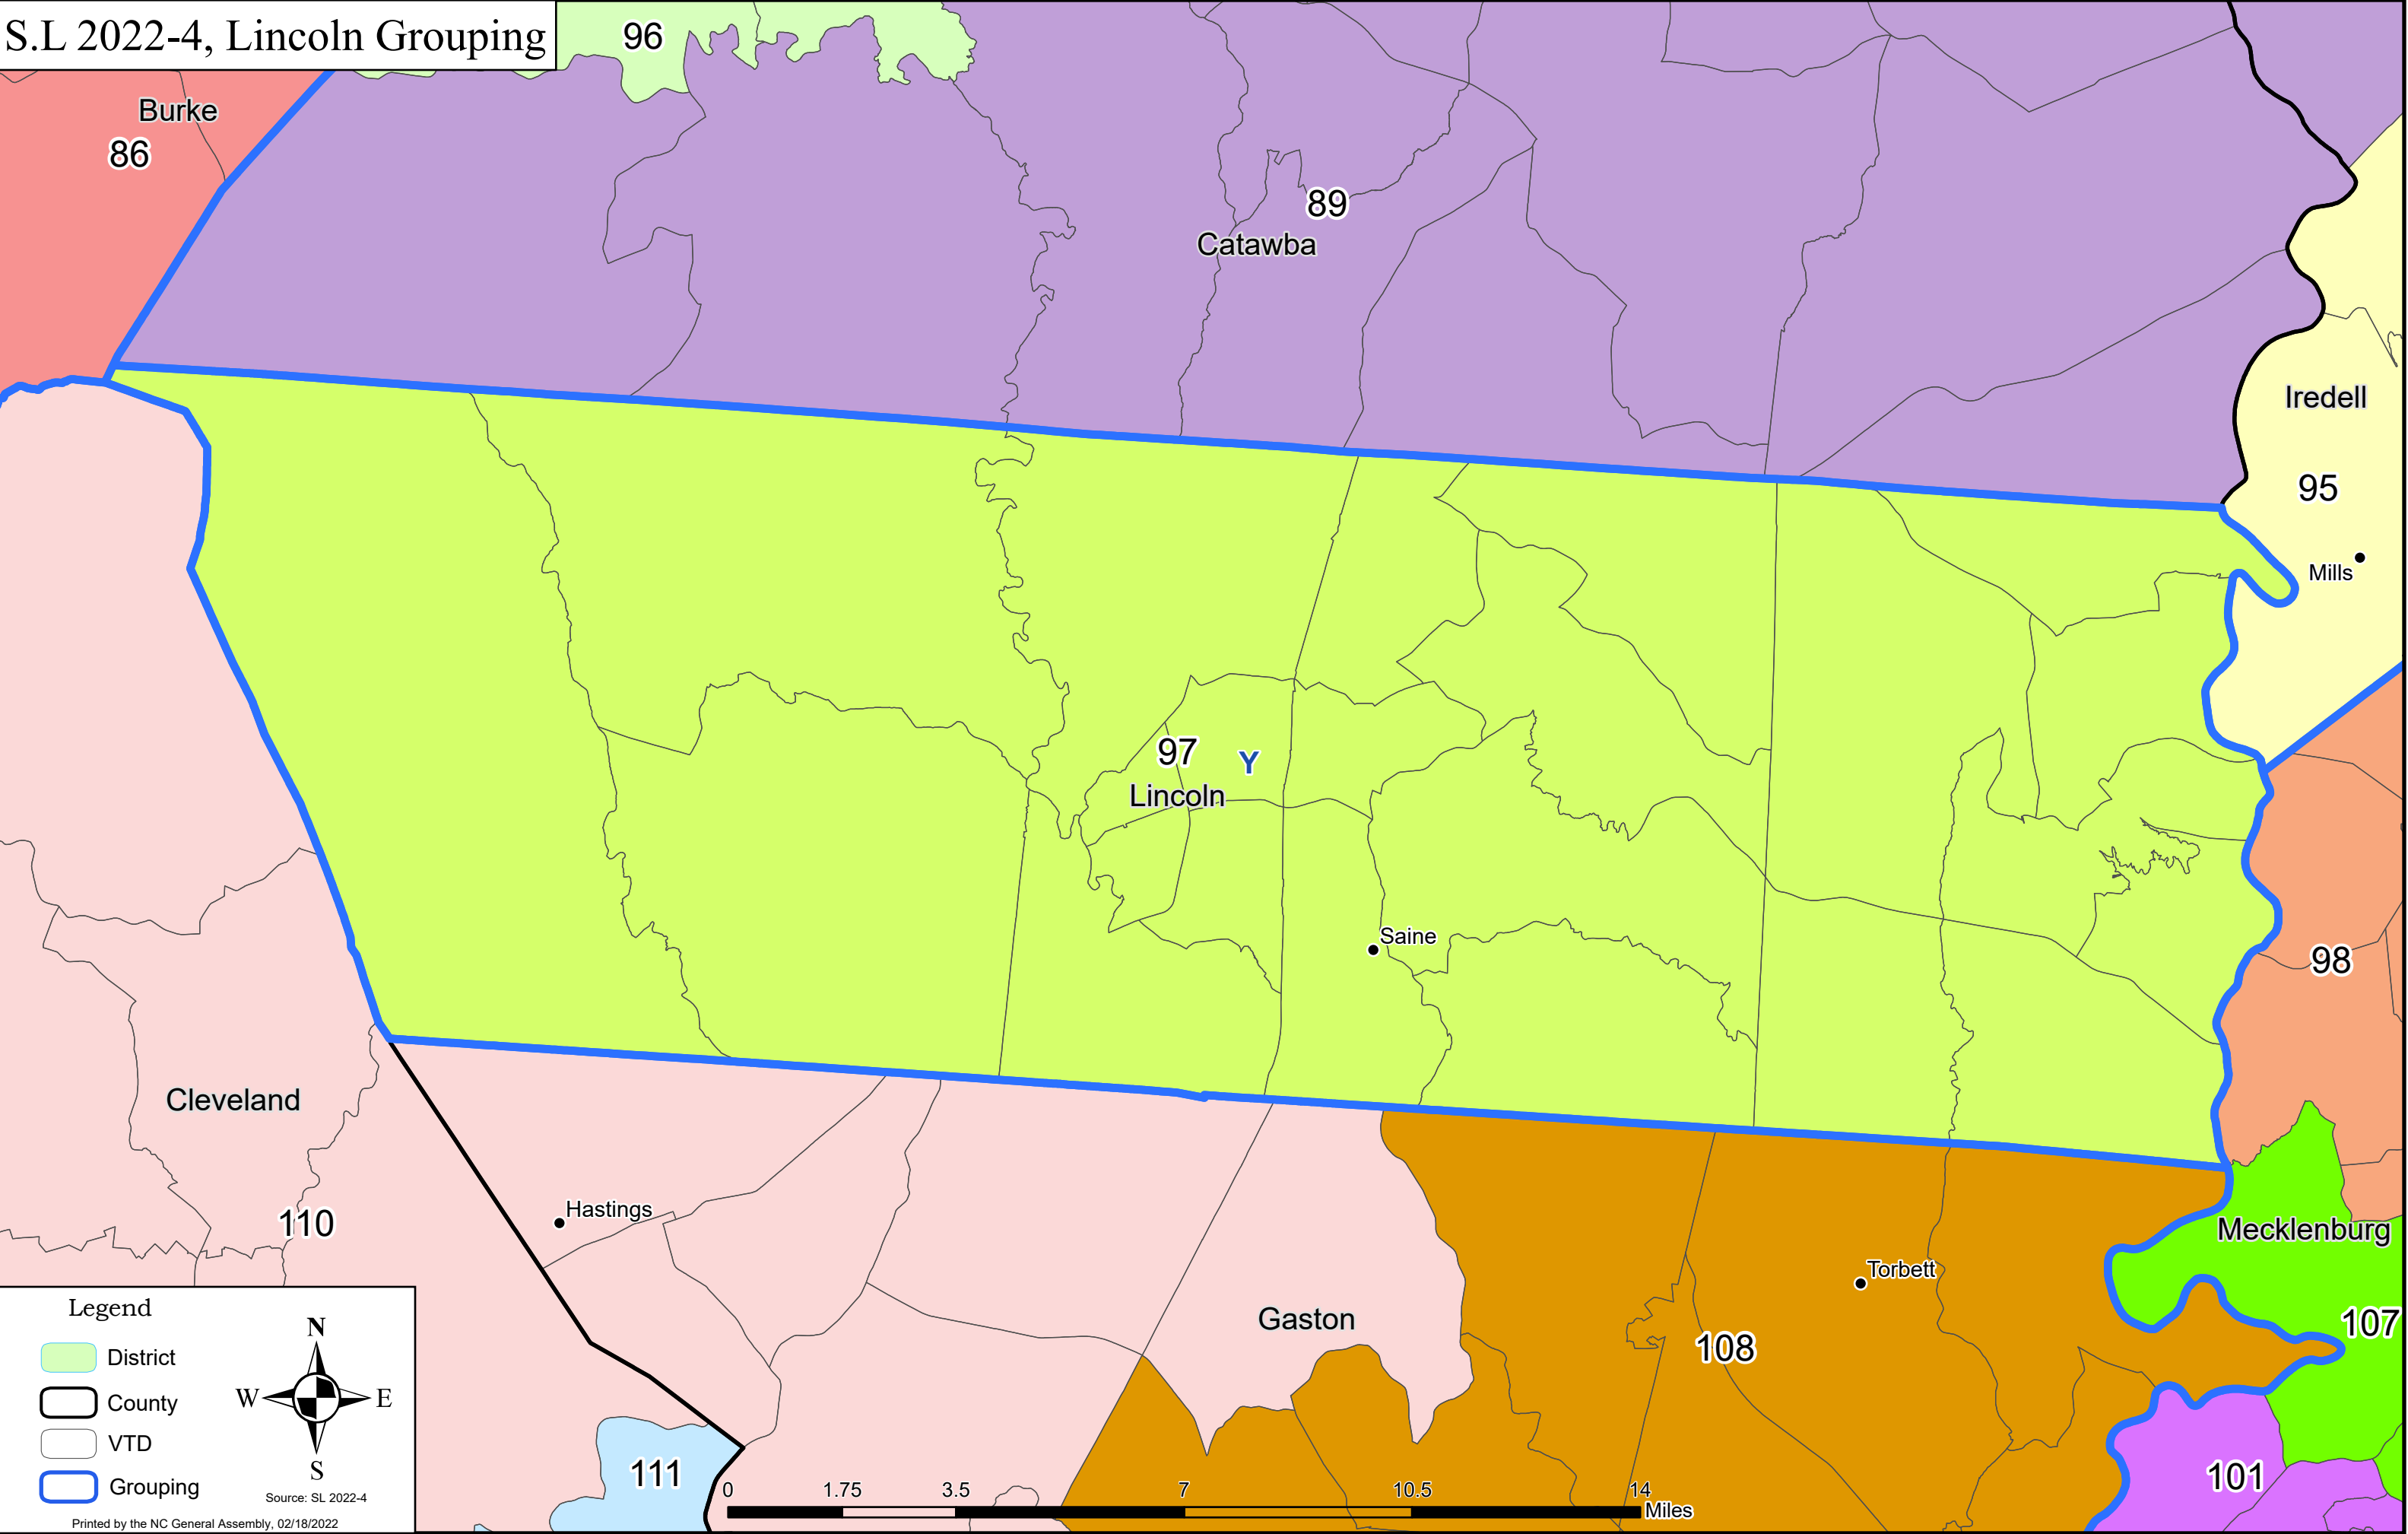 S.L 2022-4, Lincoln Grouping
96
Burke
86
89
Catawba
Iredell
95
Mills
97
Y
Lincoln
Saine
98
Cleveland
110
Hastings
Mecklenburg
Torbett
Gaston
107
108
111
101
Legend
District
County
VTD
Grouping
N
W E
S
Source: SL 2022-4
Printed by the NC General Assembly, 02/18/2022
0 1.75 3.5 7 10.5 14
Miles